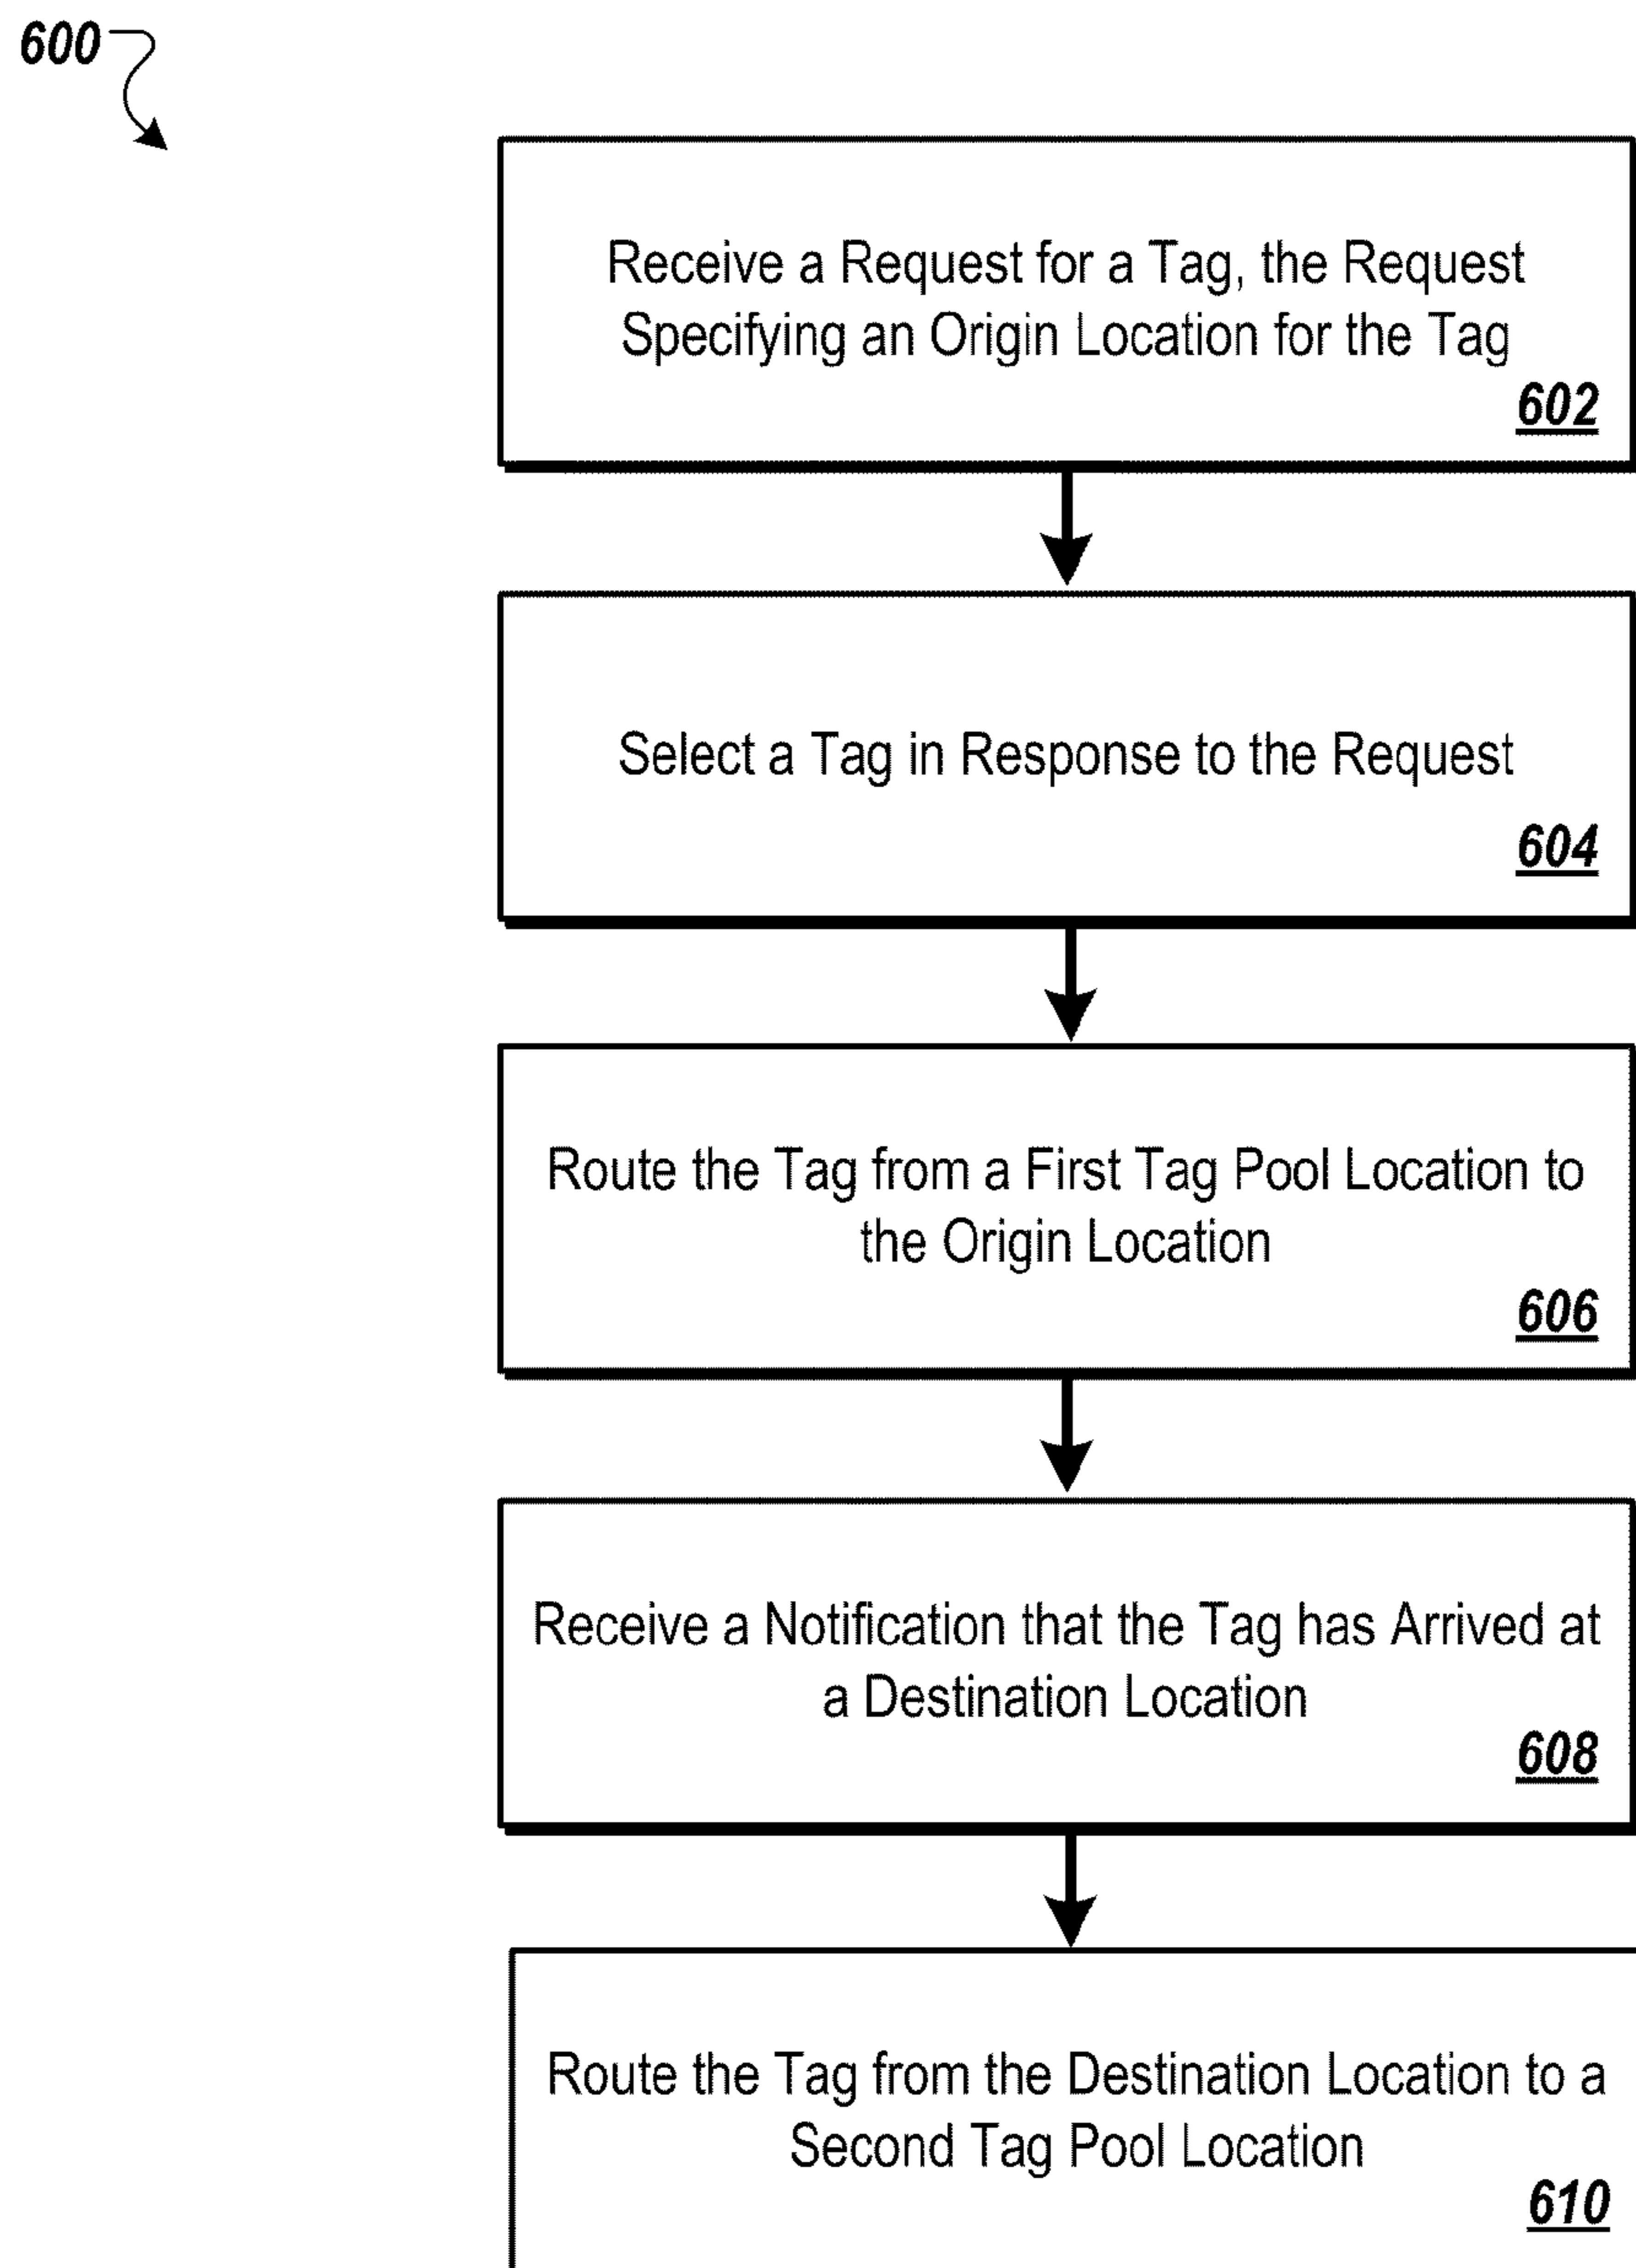 600
Receive a Request for a Tag, the Request
Specifying an Origin Location for the Tag
602
Select a Tag in Response to the Request
604
Route the Tag from a First Tag Pool Location to
the Origin Location
606
Receive a Notification that the Tag has Arrived at
a Destination Location
608
Route the Tag from the Destination Location to a
Second Tag Pool Location
610